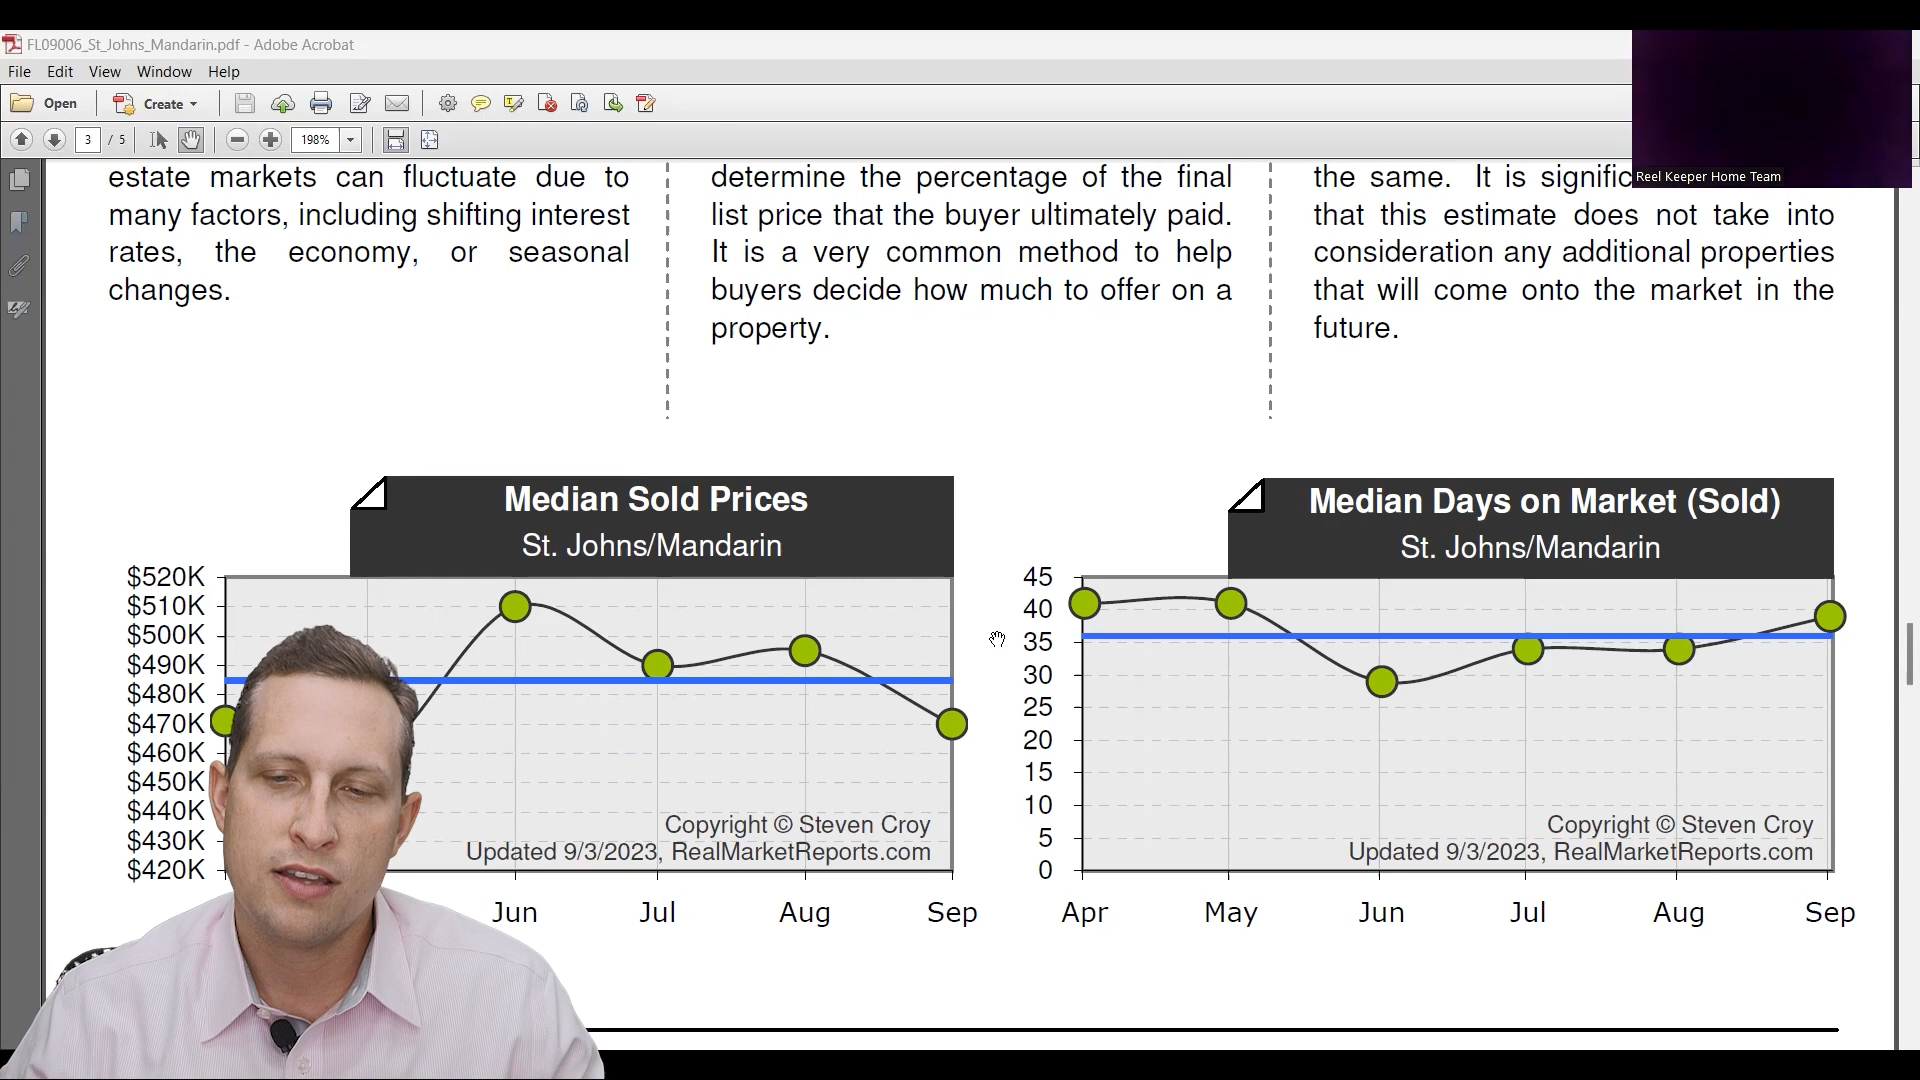 FL09006_St_Johns_Mandarin.pdf - Adobe Acrobat
File Edit View Window Help
Open Create
3 / 5 198%
Reel Keeper Home Team
estate markets can fluctuate due to
many factors, including shifting interest
rates, the economy, or seasonal
changes.
determine the percentage of the final
list price that the buyer ultimately paid.
It is a very common method to help
buyers decide how much to offer on a
property.
the same. It is signific
that this estimate does not take into
consideration any additional properties
that will come onto the market in the
future.
Median Sold Prices
St. Johns/Mandarin
$520K
$510K
$500K
$490K
$480K
$470K
$460K
$450K
$440K
$430K
$420K
Copyright © Steven Croy
Updated 9/3/2023, RealMarketReports.com
Jun Jul Aug Sep
Median Days on Market (Sold)
St. Johns/Mandarin
45
40
35
30
25
20
15
10
5
0
Copyright © Steven Croy
Updated 9/3/2023, RealMarketReports.com
Apr May Jun Jul Aug Sep